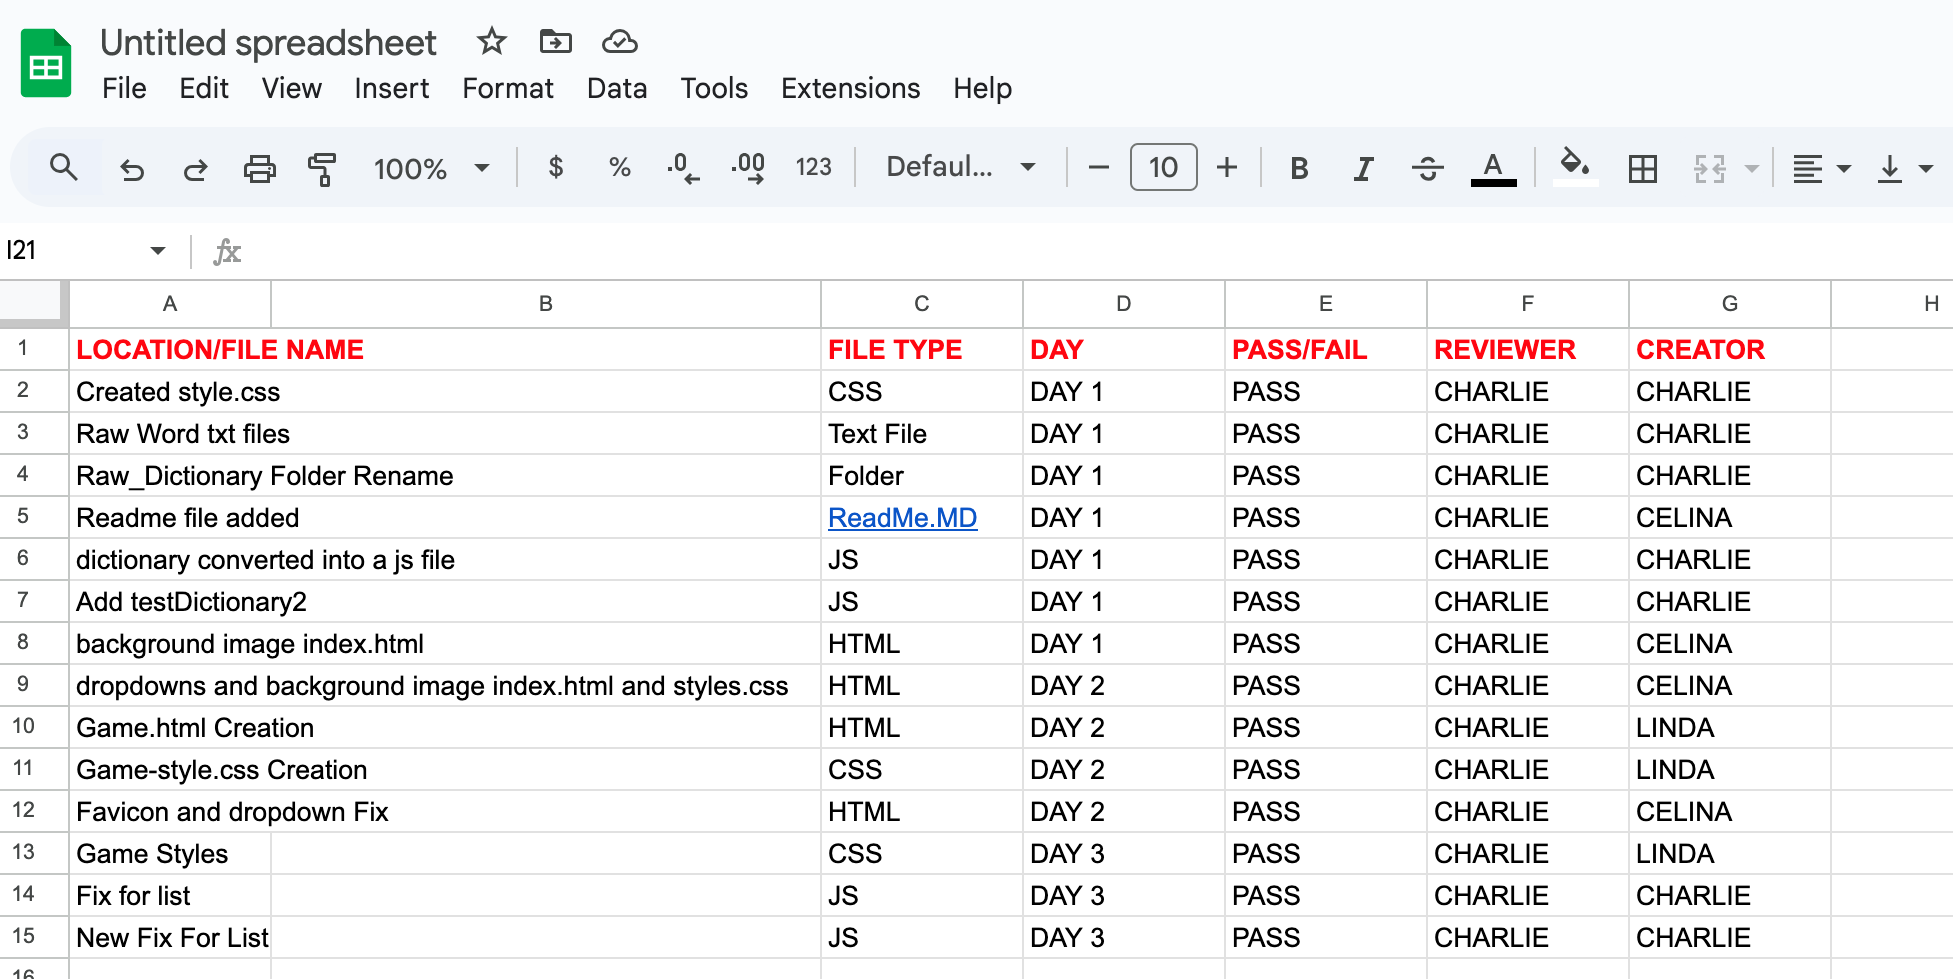 Untitled spreadsheet
File Edit View Insert Format Data Tools Extensions Help
100% $ % .0 .00 123 Defaul... 10 B I A
I21 fx
A B C D E F G H
1 LOCATION/FILE NAME FILE TYPE DAY PASS/FAIL REVIEWER CREATOR
2 Created style.css CSS DAY 1 PASS CHARLIE CHARLIE
3 Raw Word txt files Text File DAY 1 PASS CHARLIE CHARLIE
4 Raw_Dictionary Folder Rename Folder DAY 1 PASS CHARLIE CHARLIE
5 Readme file added ReadMe.MD DAY 1 PASS CHARLIE CELINA
6 dictionary converted into a js file JS DAY 1 PASS CHARLIE CHARLIE
7 Add testDictionary2 JS DAY 1 PASS CHARLIE CHARLIE
8 background image index.html HTML DAY 1 PASS CHARLIE CELINA
9 dropdowns and background image index.html and styles.css HTML DAY 2 PASS CHARLIE CELINA
10 Game.html Creation HTML DAY 2 PASS CHARLIE LINDA
11 Game-style.css Creation CSS DAY 2 PASS CHARLIE LINDA
12 Favicon and dropdown Fix HTML DAY 2 PASS CHARLIE CELINA
13 Game Styles CSS DAY 3 PASS CHARLIE LINDA
14 Fix for list JS DAY 3 PASS CHARLIE CHARLIE
15 New Fix For List JS DAY 3 PASS CHARLIE CHARLIE
16